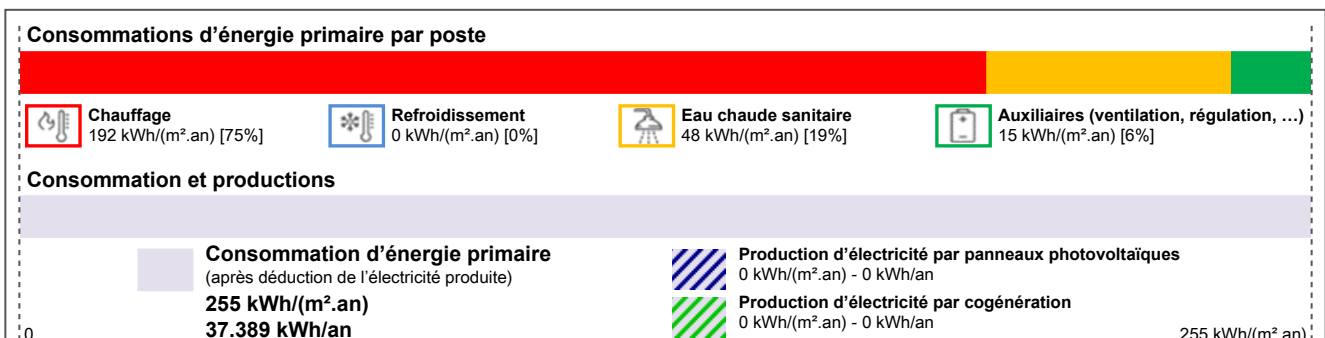 Consommations d’énergie primaire par poste
Chauffage
192 kWh/(m².an) [75%]
Refroidissement
0 kWh/(m².an) [0%]
Eau chaude sanitaire
48 kWh/(m².an) [19%]
Auxiliaires (ventilation, régulation, …)
15 kWh/(m².an) [6%]
Consommation et productions
Consommation d’énergie primaire
(après déduction de l’électricité produite)
255 kWh/(m².an)
37.389 kWh/an
Production d’électricité par panneaux photovoltaïques
0 kWh/(m².an) - 0 kWh/an
Production d’électricité par cogénération
0 kWh/(m².an) - 0 kWh/an
0
255 kWh/(m².an)